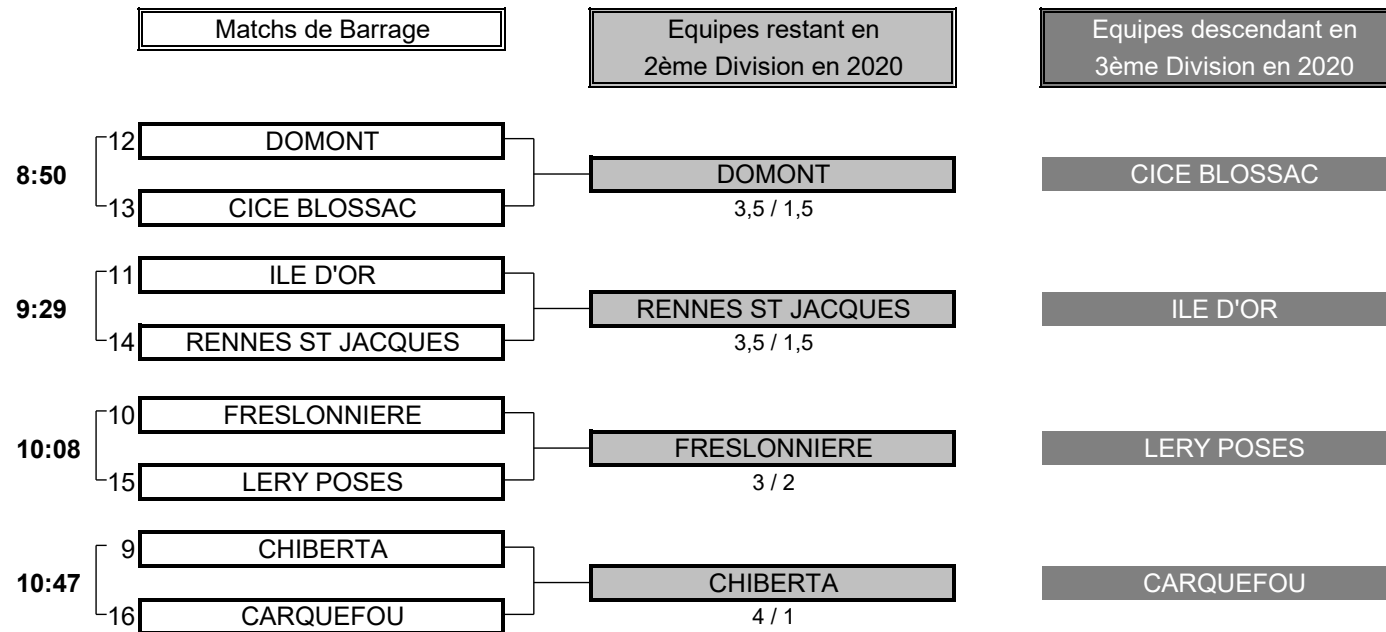 Matchs de Barrage
Equipes restant en
2ème Division en 2020
Equipes descendant en
3ème Division en 2020
8:50
12
DOMONT
13
CICE BLOSSAC
DOMONT
3,5 / 1,5
CICE BLOSSAC
9:29
11
ILE D'OR
14
RENNES ST JACQUES
RENNES ST JACQUES
3,5 / 1,5
ILE D'OR
10:08
10
FRESLONNIERE
15
LERY POSES
FRESLONNIERE
3 / 2
LERY POSES
10:47
9
CHIBERTA
16
CARQUEFOU
CHIBERTA
4 / 1
CARQUEFOU